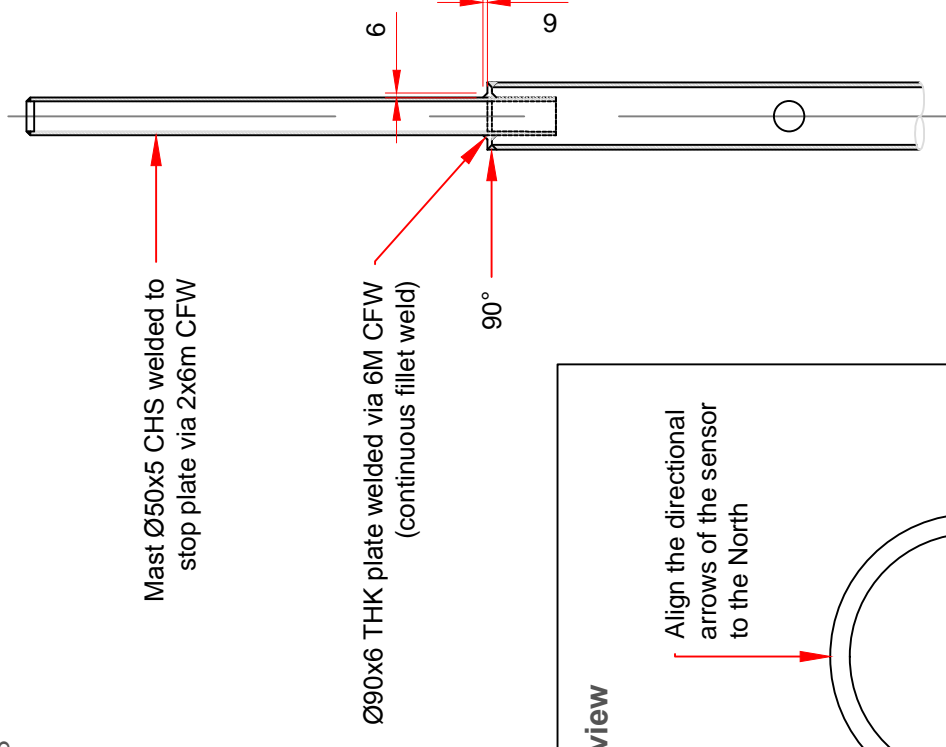 6
9
Mast Ø50x5 CHS welded to
stop plate via 2x6m CFW
Ø90x6 THK plate welded via 6M CFW
(continuous fillet weld)
90°
Align the directional
arrows of the sensor
to the North
view